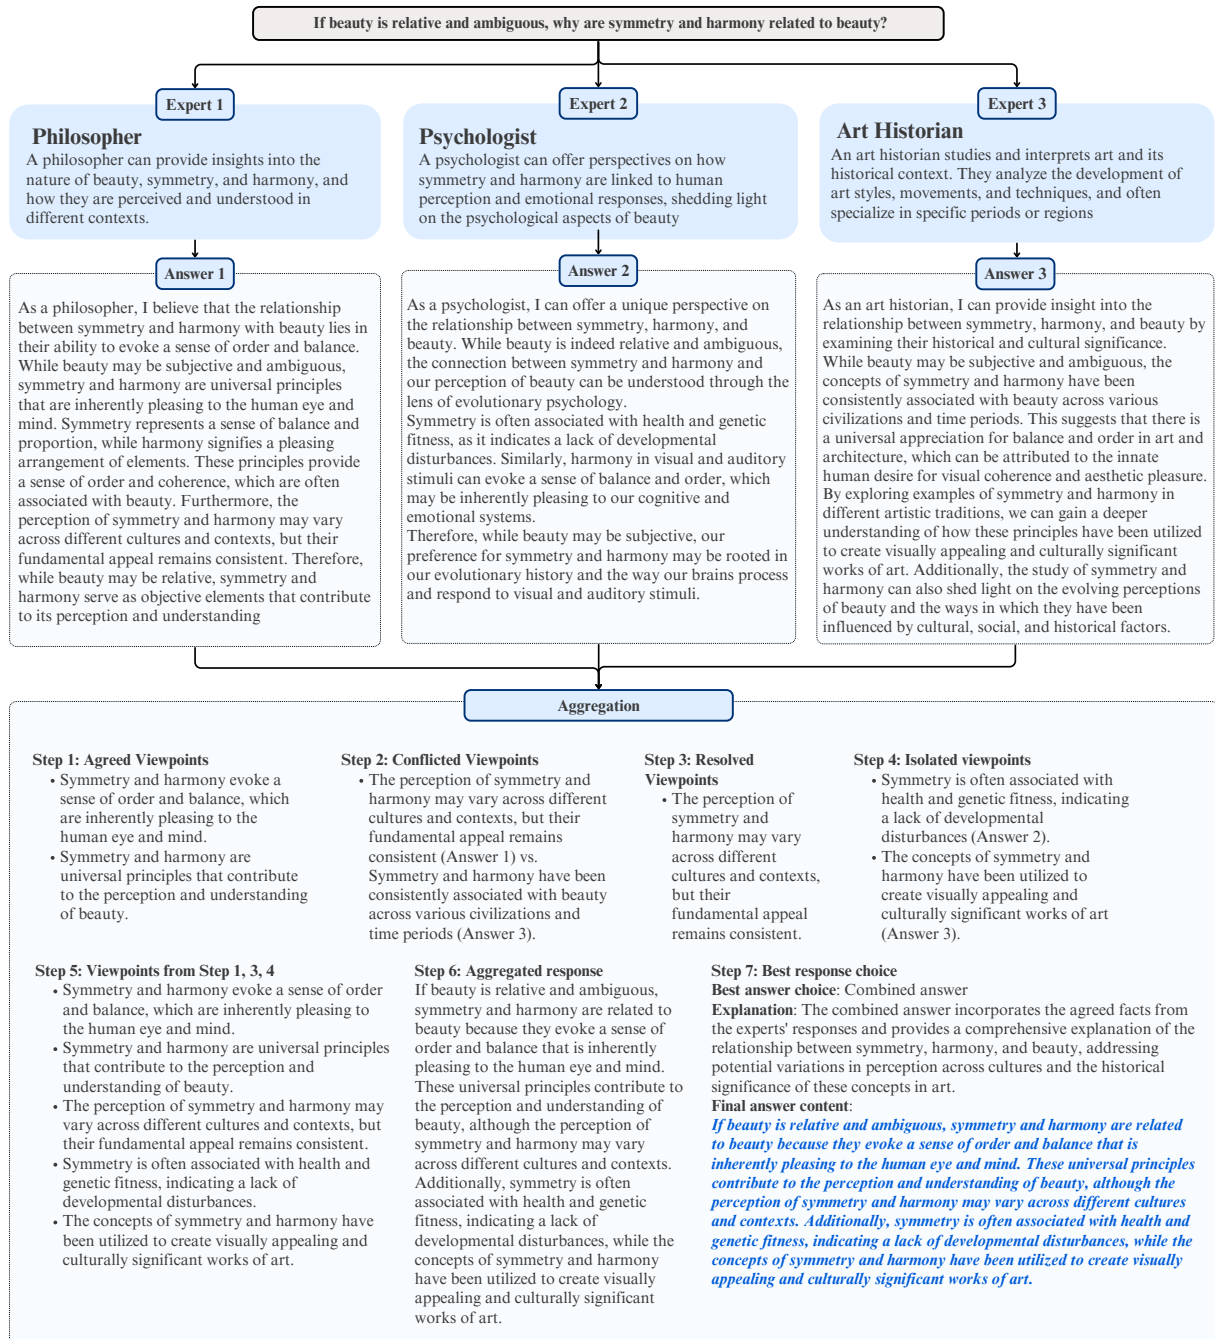 If beauty is relative and ambiguous, why are symmetry and harmony related to beauty?
Expert 1
Philosopher
A philosopher can provide insights into the
nature of beauty, symmetry, and harmony, and
how they are perceived and understood in
different contexts.
Expert 2
Psychologist
A psychologist can offer perspectives on how
symmetry and harmony are linked to human
perception and emotional responses, shedding light
on the psychological aspects of beauty
Expert 3
Art Historian
An art historian studies and interprets art and its
historical context. They analyze the development of
art styles, movements, and techniques, and often
specialize in specific periods or regions
Answer 1
As a philosopher, I believe that the relationship
between symmetry and harmony with beauty lies in
their ability to evoke a sense of order and balance.
While beauty may be subjective and ambiguous,
symmetry and harmony are universal principles
that are inherently pleasing to the human eye and
mind. Symmetry represents a sense of balance and
proportion, while harmony signifies a pleasing
arrangement of elements. These principles provide
a sense of order and coherence, which are often
associated with beauty. Furthermore, the
perception of symmetry and harmony may vary
across different cultures and contexts, but their
fundamental appeal remains consistent. Therefore,
while beauty may be relative, symmetry and
harmony serve as objective elements that contribute
to its perception and understanding
Answer 2
As a psychologist, I can offer a unique perspective on
the relationship between symmetry, harmony, and
beauty. While beauty is indeed relative and ambiguous,
the connection between symmetry and harmony and
our perception of beauty can be understood through the
lens of evolutionary psychology.
Symmetry is often associated with health and genetic
fitness, as it indicates a lack of developmental
disturbances. Similarly, harmony in visual and auditory
stimuli can evoke a sense of balance and order, which
may be inherently pleasing to our cognitive and
emotional systems.
Therefore, while beauty may be subjective, our
preference for symmetry and harmony may be rooted in
our evolutionary history and the way our brains process
and respond to visual and auditory stimuli.
Answer 3
As an art historian, I can provide insight into the
relationship between symmetry, harmony, and beauty by
examining their historical and cultural significance.
While beauty may be subjective and ambiguous, the
concepts of symmetry and harmony have been
consistently associated with beauty across various
civilizations and time periods. This suggests that there is
a universal appreciation for balance and order in art and
architecture, which can be attributed to the innate
human desire for visual coherence and aesthetic pleasure.
By exploring examples of symmetry and harmony in
different artistic traditions, we can gain a deeper
understanding of how these principles have been utilized
to create visually appealing and culturally significant
works of art. Additionally, the study of symmetry and
harmony can also shed light on the evolving perceptions
of beauty and the ways in which they have been
influenced by cultural, social, and historical factors.
Aggregation
Step 1: Agreed Viewpoints
• Symmetry and harmony evoke a
sense of order and balance, which
are inherently pleasing to the
human eye and mind.
• Symmetry and harmony are
universal principles that contribute
to the perception and understanding
of beauty.
Step 2: Conflicted Viewpoints
• The perception of symmetry and
harmony may vary across different
cultures and contexts, but their
fundamental appeal remains
consistent (Answer 1) vs.
Symmetry and harmony have been
consistently associated with beauty
across various civilizations and
time periods (Answer 3).
Step 3: Resolved
Viewpoints
• The perception of
symmetry and
harmony may vary
across different
cultures and contexts,
but their
fundamental appeal
remains consistent.
Step 4: Isolated viewpoints
• Symmetry is often associated with
health and genetic fitness, indicating
a lack of developmental
disturbances (Answer 2).
• The concepts of symmetry and
harmony have been utilized to
create visually appealing and
culturally significant works of art
(Answer 3).
Step 5: Viewpoints from Step 1, 3, 4
• Symmetry and harmony evoke a sense of order
and balance, which are inherently pleasing to
the human eye and mind.
• Symmetry and harmony are universal principles
that contribute to the perception and
understanding of beauty.
• The perception of symmetry and harmony may
vary across different cultures and contexts, but
their fundamental appeal remains consistent.
• Symmetry is often associated with health and
genetic fitness, indicating a lack of
developmental disturbances.
• The concepts of symmetry and harmony have
been utilized to create visually appealing and
culturally significant works of art.
Step 6: Aggregated response
If beauty is relative and ambiguous,
symmetry and harmony are related to
beauty because they evoke a sense of
order and balance that is inherently
pleasing to the human eye and mind.
These universal principles contribute to
the perception and understanding of
beauty, although the perception of
symmetry and harmony may vary
across different cultures and contexts.
Additionally, symmetry is often
associated with health and genetic
fitness, indicating a lack of
developmental disturbances, while the
concepts of symmetry and harmony
have been utilized to create visually
appealing and culturally significant
works of art.
Step 7: Best response choice
Best answer choice: Combined answer
Explanation: The combined answer incorporates the agreed facts from
the experts' responses and provides a comprehensive explanation of the
relationship between symmetry, harmony, and beauty, addressing
potential variations in perception across cultures and the historical
significance of these concepts in art.
Final answer content:
If beauty is relative and ambiguous, symmetry and harmony are related
to beauty because they evoke a sense of order and balance that is
inherently pleasing to the human eye and mind. These universal principles
contribute to the perception and understanding of beauty, although the
perception of symmetry and harmony may vary across different cultures
and contexts. Additionally, symmetry is often associated with health and
genetic fitness, indicating a lack of developmental disturbances, while the
concepts of symmetry and harmony have been utilized to create visually
appealing and culturally significant works of art.